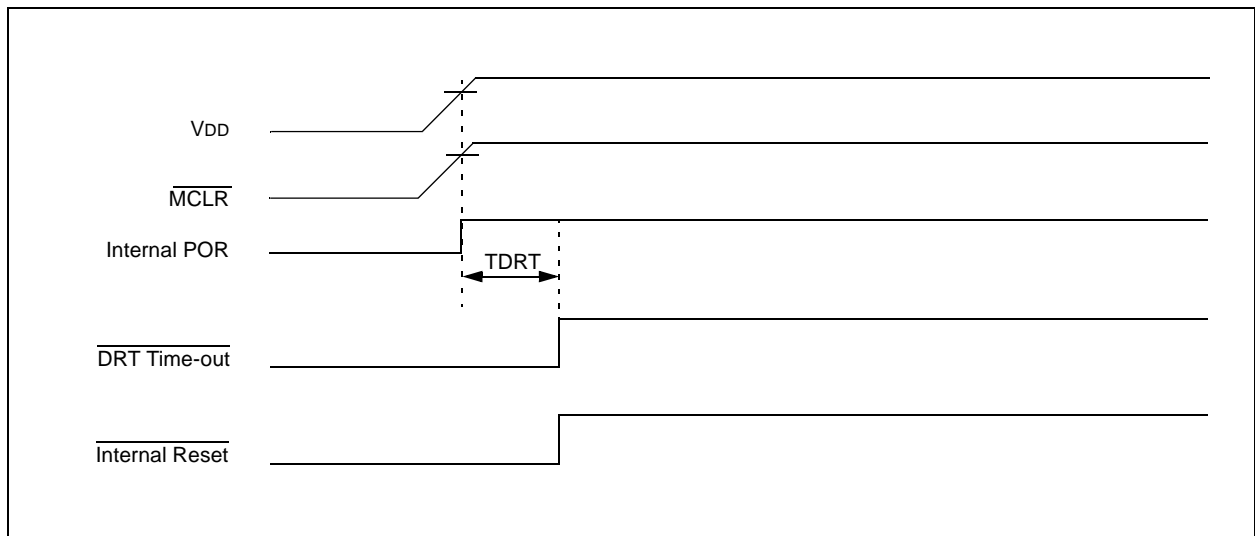 VDD
MCLR
Internal POR
TDRT
DRT Time-out
Internal Reset